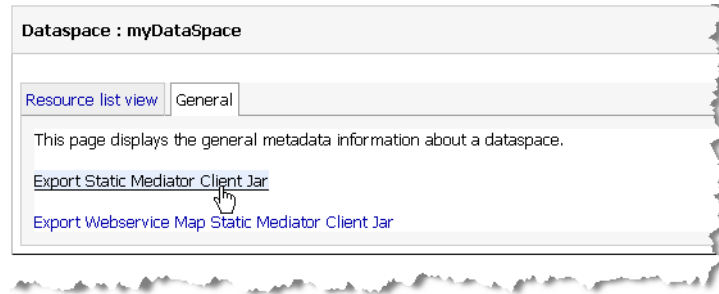 Dataspace : myDataSpace
Resource list view General
This page displays the general metadata information about a dataspace.
Export Static Mediator Client Jar
Export Webservice Map Static Mediator Client Jar